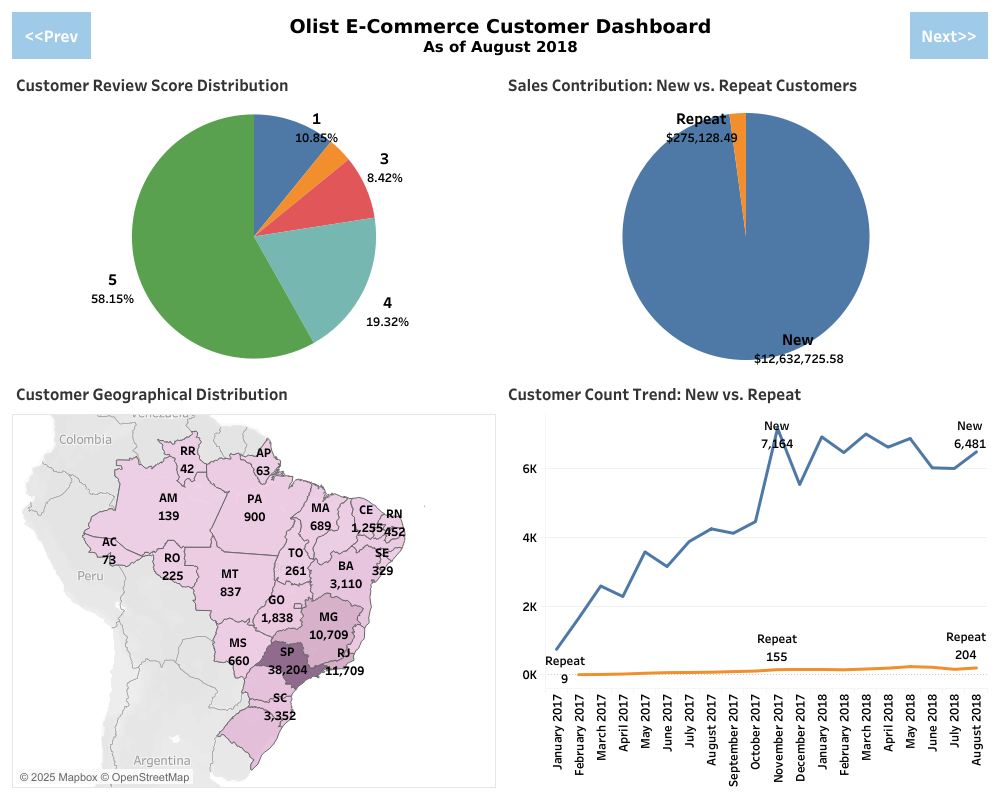 <<Prev
Olist E-Commerce Customer Dashboard
As of August 2018
Next>>
Customer Review Score Distribution
1
10.85%
3
8.42%
5
58.15%
4
19.32%
Sales Contribution: New vs. Repeat Customers
Repeat
$275,128.49
New
$12,632,725.58
Customer Geographical Distribution
Venezuela
Colombia
RR
42
AP
63
AM
139
PA
900
MA
689
CE
1,255
RN
452
AC
73
RO
225
TO
261
SE
329
Peru
MT
837
BA
3,110
GO
1,838
MG
10,709
MS
660
SP
38,204
RJ
11,709
SC
3,352
Argentina
© 2025 Mapbox © OpenStreetMap
Customer Count Trend: New vs. Repeat
New
7,164
New
6,481
6K
4K
2K
0K
Repeat
9
Repeat
155
Repeat
204
January 2017
February 2017
March 2017
April 2017
May 2017
June 2017
July 2017
August 2017
September 2017
October 2017
November 2017
December 2017
January 2018
February 2018
March 2018
April 2018
May 2018
June 2018
July 2018
August 2018